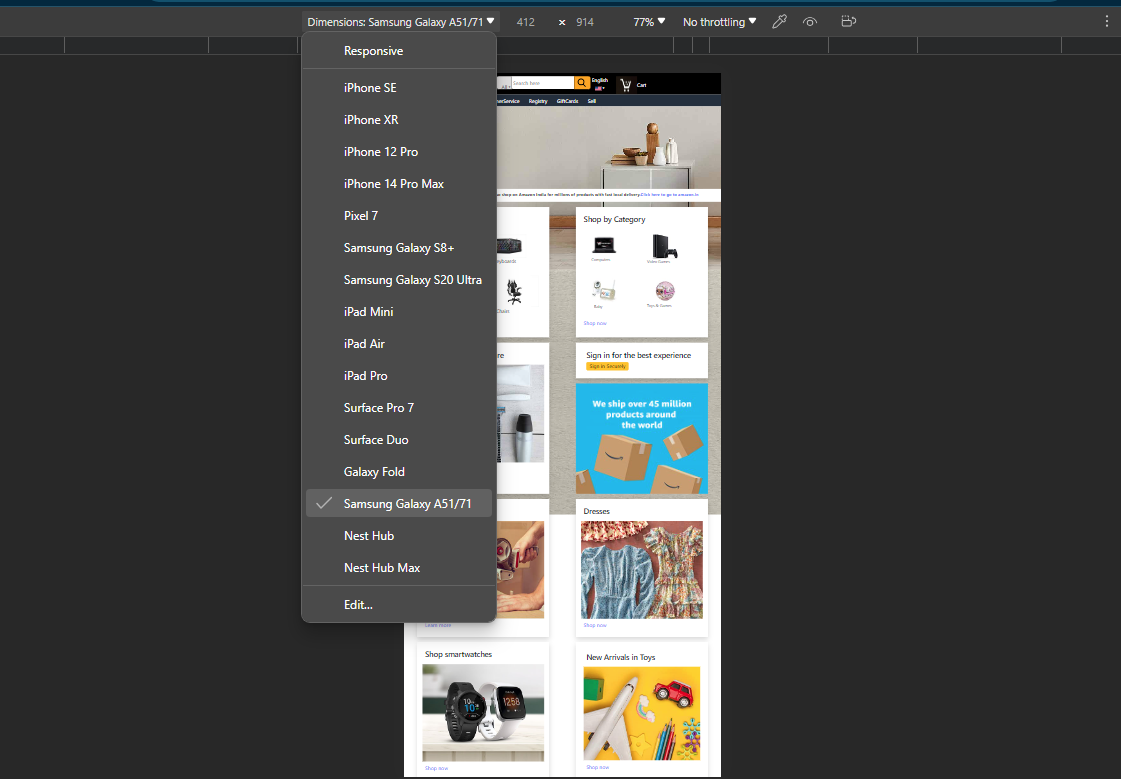 Dimensions: Samsung Galaxy A51/71 412 × 914 77% No throttling
Responsive
iPhone SE
iPhone XR
iPhone 12 Pro
iPhone 14 Pro Max
Pixel 7
Samsung Galaxy S8+
Samsung Galaxy S20 Ultra
iPad Mini
iPad Air
iPad Pro
Surface Pro 7
Surface Duo
Galaxy Fold
Samsung Galaxy A51/71
Nest Hub
Nest Hub Max
Edit...
Search here English Cart
Registry GiftCards Sell
shop on Amazon India for millions of products with fast local delivery.Click here to go to amazon.in
Shop by Category
Computers Video Games
Baby Toys & Games
Shop now
Chairs
Sign in for the best experience
Sign in Securely
We ship over 45 million
products around
the world
Dresses
Shop now
Learn more
Shop smartwatches
Shop now
New Arrivals in Toys
Shop now